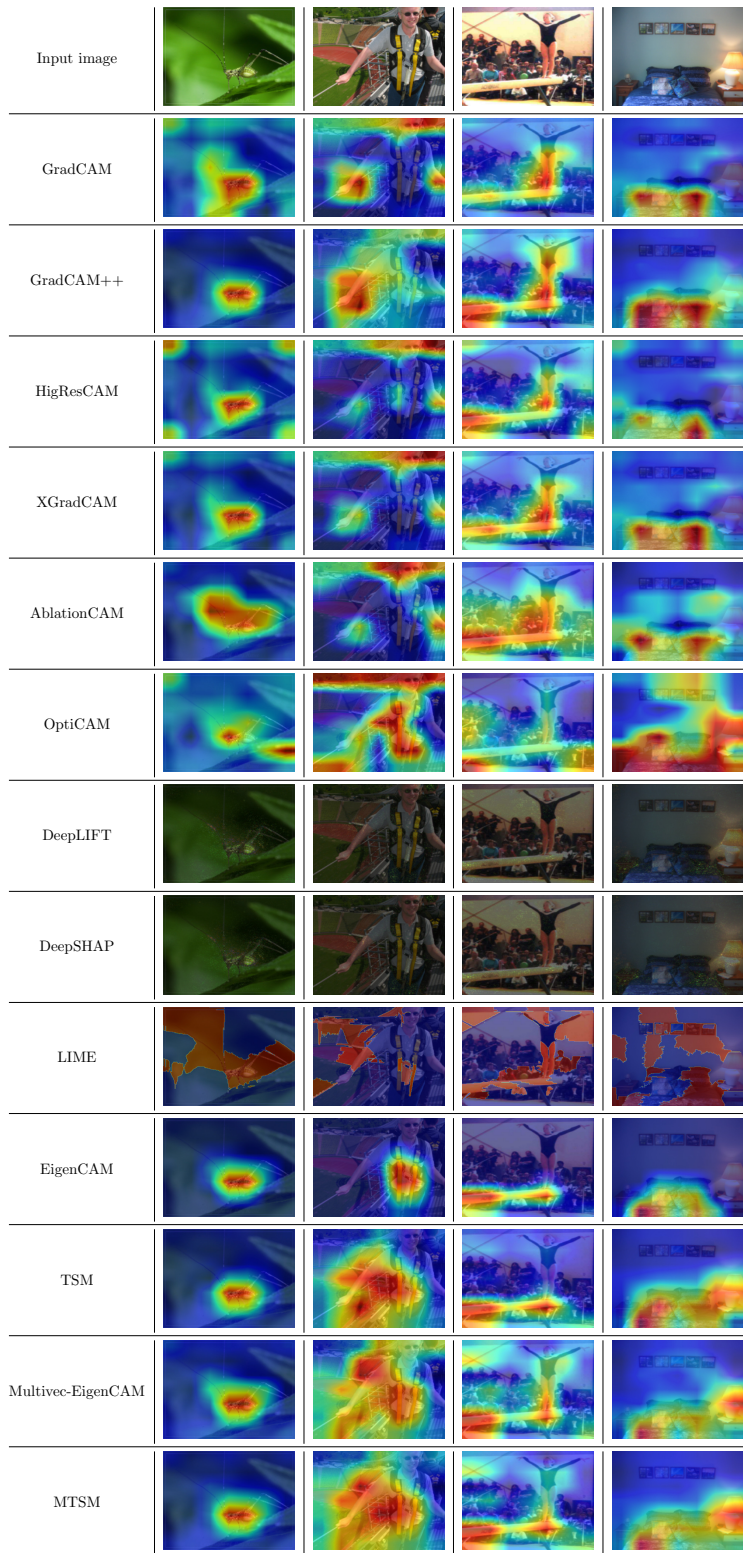 Input image
GradCAM
GradCAM++
HigResCAM
XGradCAM
AblationCAM
OptiCAM
DeepLIFT
DeepSHAP
LIME
EigenCAM
TSM
Multivec-EigenCAM
MTSM